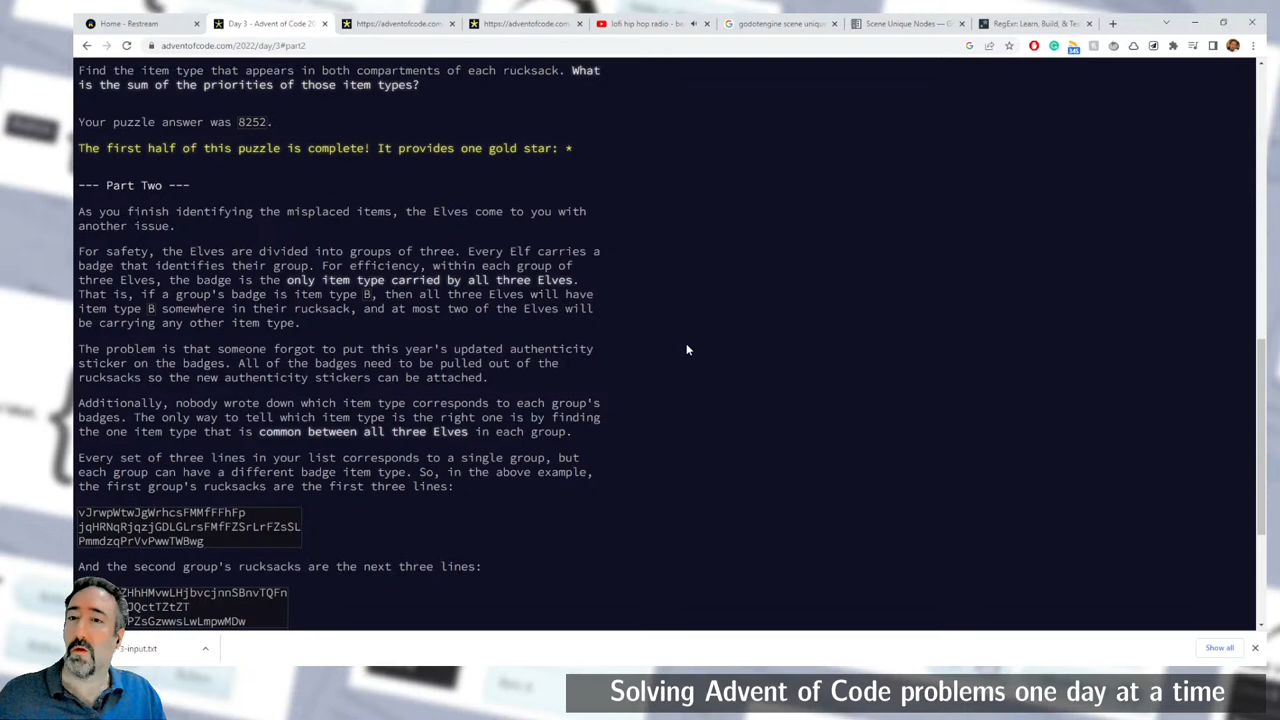 Home - Restream
Day 3 - Advent of Code 20
https://adventofcode.com
https://adventofcode.com
lofi hip hop radio - be
godotengine scene uniqu
Scene Unique Nodes — Go
RegExr: Learn, Build, & Te
adventofcode.com/2022/day/3#part2
345
Find the item type that appears in both compartments of each rucksack. What
is the sum of the priorities of those item types?
Your puzzle answer was 8252.
The first half of this puzzle is complete! It provides one gold star: *
--- Part Two ---
As you finish identifying the misplaced items, the Elves come to you with
another issue.
For safety, the Elves are divided into groups of three. Every Elf carries a
badge that identifies their group. For efficiency, within each group of
three Elves, the badge is the only item type carried by all three Elves.
That is, if a group's badge is item type B, then all three Elves will have
item type B somewhere in their rucksack, and at most two of the Elves will
be carrying any other item type.
The problem is that someone forgot to put this year's updated authenticity
sticker on the badges. All of the badges need to be pulled out of the
rucksacks so the new authenticity stickers can be attached.
Additionally, nobody wrote down which item type corresponds to each group's
badges. The only way to tell which item type is the right one is by finding
the one item type that is common between all three Elves in each group.
Every set of three lines in your list corresponds to a single group, but
each group can have a different badge item type. So, in the above example,
the first group's rucksacks are the first three lines:
vJrwpWtwJgWrhcsFMMfFFhFp
jqHRNqRjqzjGDLGLrsFMfFZSrLrFZsSL
PmmdzqPrVvPwwTWBwg
And the second group's rucksacks are the next three lines:
ZHhHMvwLHjbvcjnnSBnvTQFn
JQctTZtZT
PZsGzwwsLwLmpwMDw
3-input.txt
Show all
Solving Advent of Code problems one day at a time